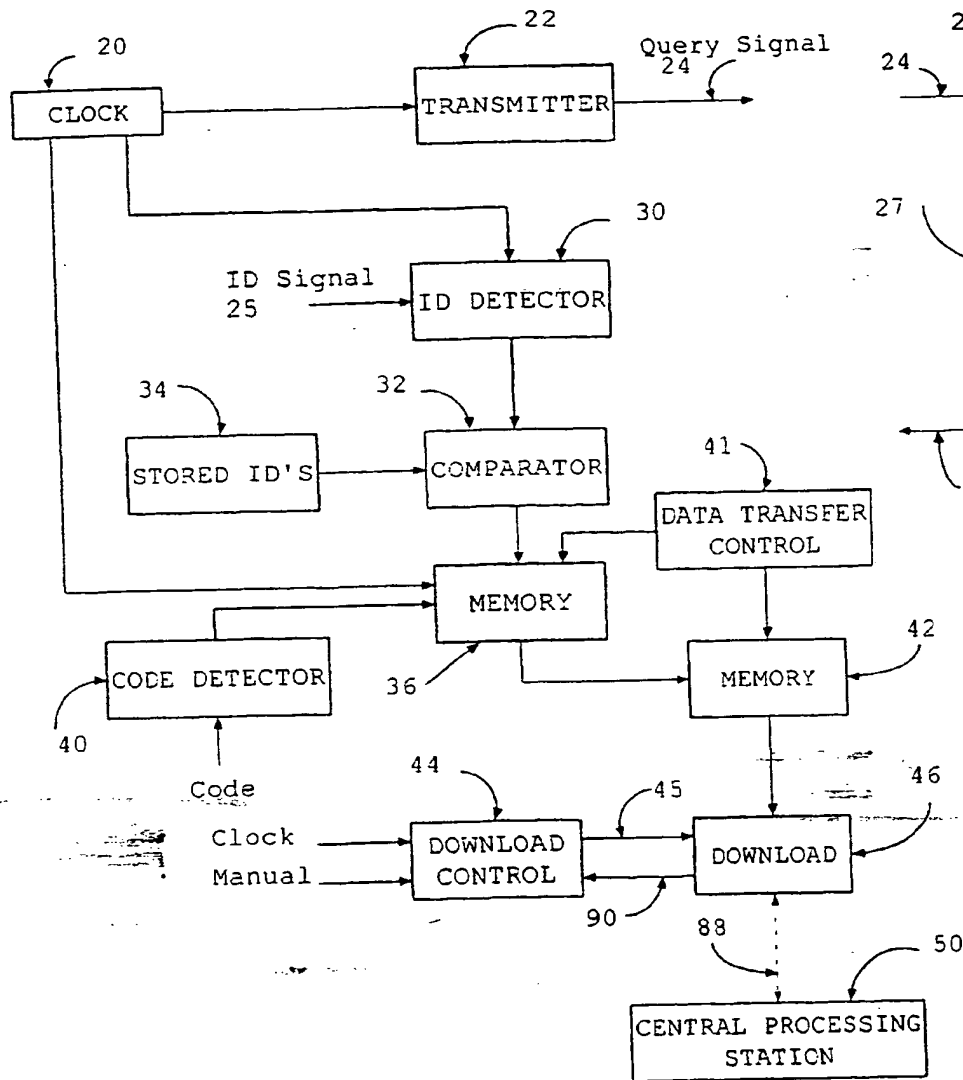 20
22
Query Signal
24
2
24
CLOCK
TRANSMITTER
30
27
ID Signal
25
ID DETECTOR
34
32
41
STORED ID'S
COMPARATOR
DATA TRANSFER
CONTROL
MEMORY
42
CODE DETECTOR
36
MEMORY
40
Code
44
45
46
Clock
Manual
DOWNLOAD
CONTROL
DOWNLOAD
90
88
50
CENTRAL PROCESSING
STATION